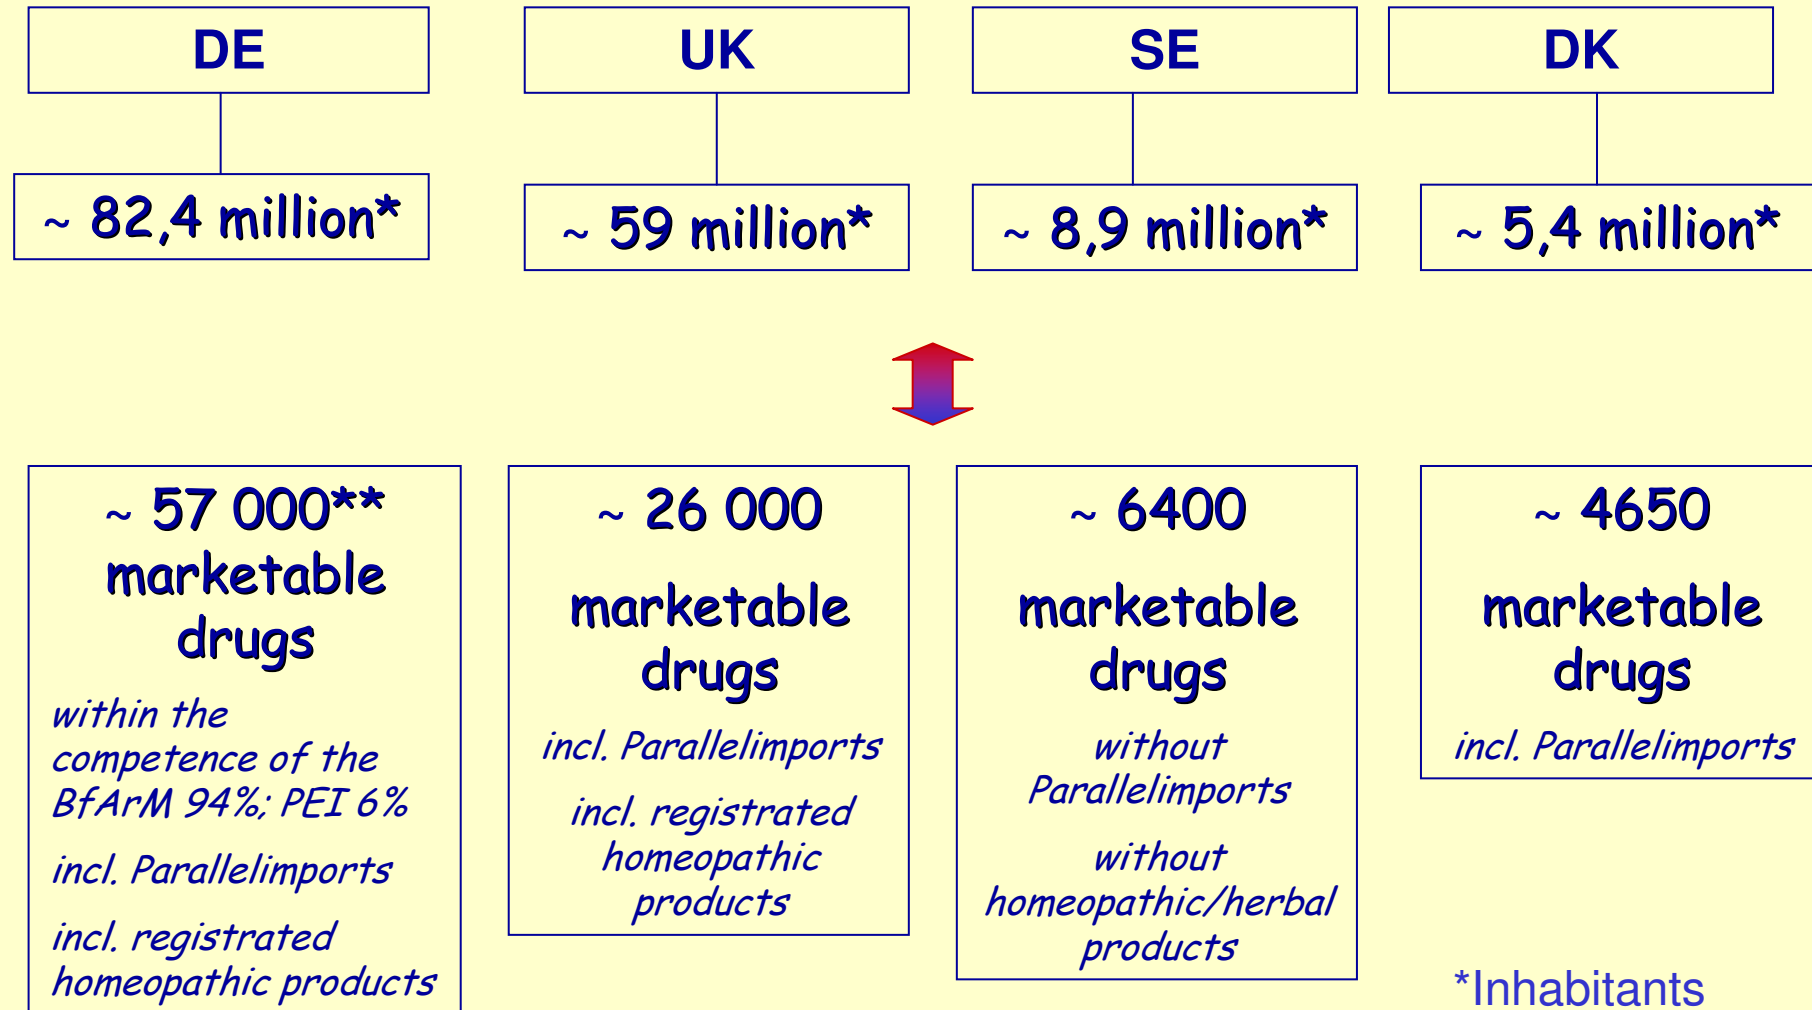 DE
UK
SE
DK
~ 82,4 million*
~ 59 million*
~ 8,9 million*
~ 5,4 million*
~ 57 000**
marketable
drugs
within the
competence of the
BfArM 94%; PEI 6%
incl. Parallelimports
incl. registrated
homeopathic products
~ 26 000
marketable
drugs
incl. Parallelimports
incl. registrated
homeopathic
products
~ 6400
marketable
drugs
without
Parallelimports
without
homeopathic/herbal
products
~ 4650
marketable
drugs
incl. Parallelimports
*Inhabitants